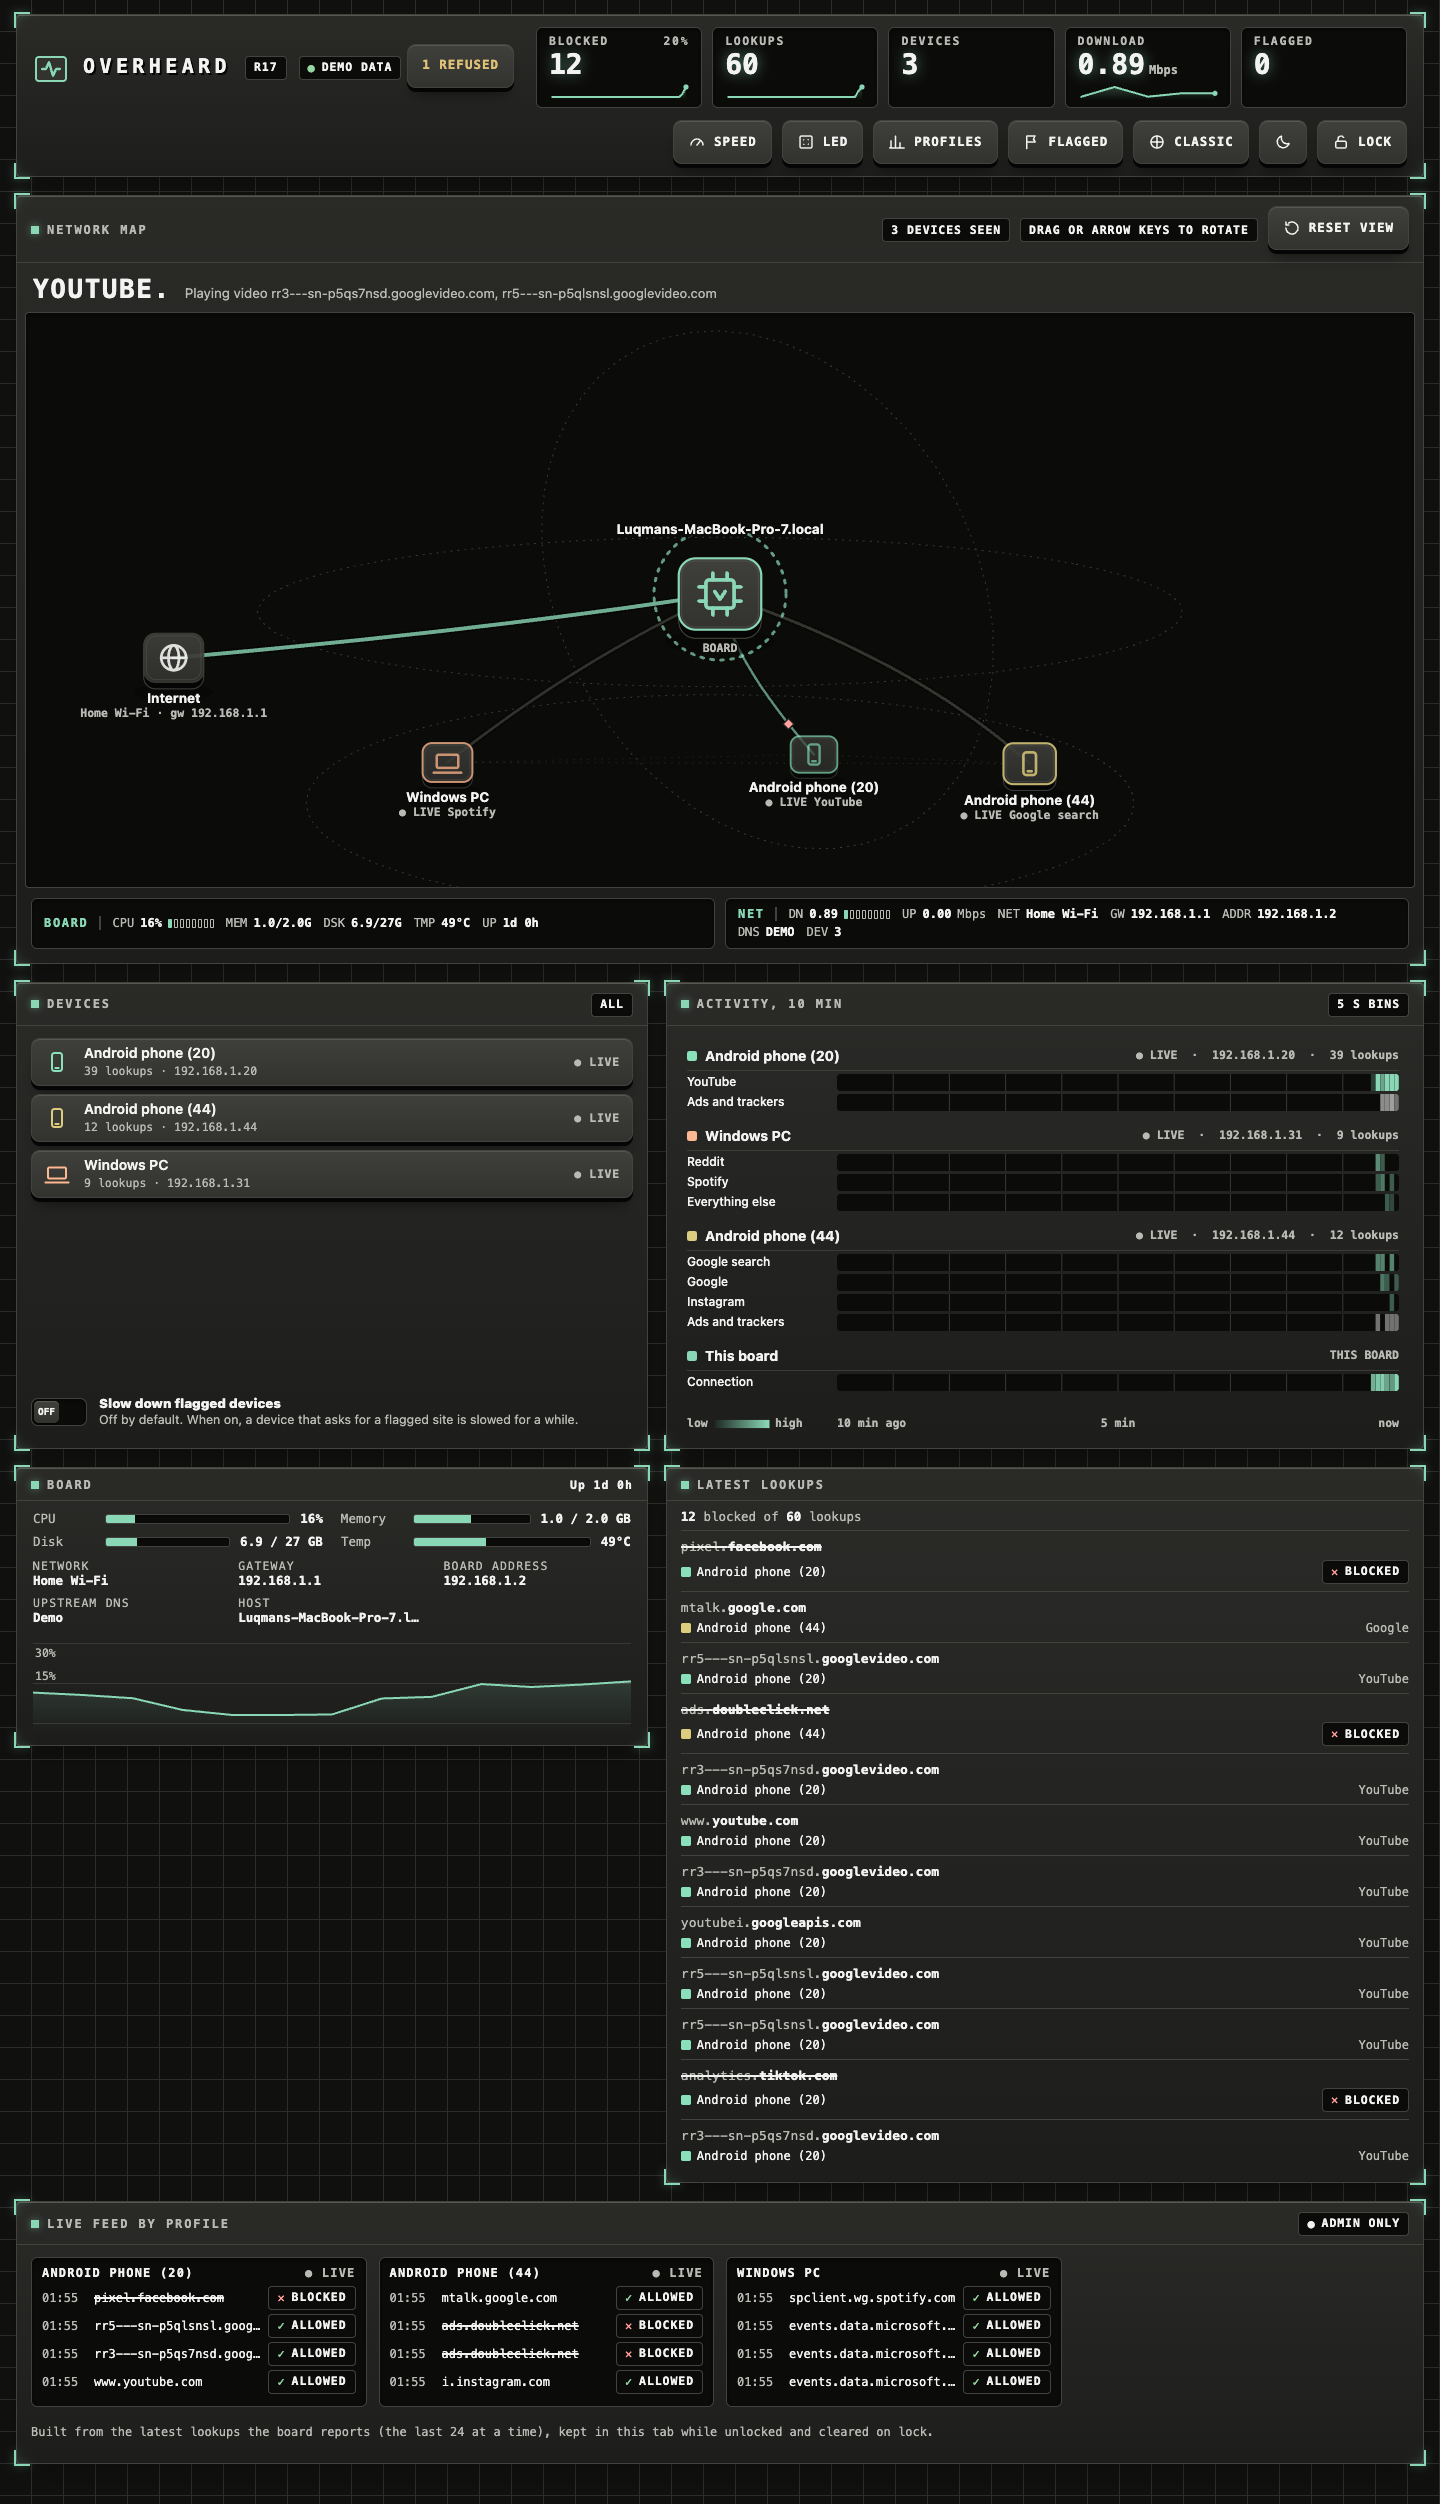 OVERHEARD R17 ● DEMO DATA 1 REFUSED
BLOCKED 20%
12
LOOKUPS
60
DEVICES
3
DOWNLOAD
0.89 Mbps
FLAGGED
0
SPEED LED PROFILES FLAGGED CLASSIC LOCK
NETWORK MAP 3 DEVICES SEEN DRAG OR ARROW KEYS TO ROTATE RESET VIEW
YOUTUBE. Playing video rr3---sn-p5qs7nsd.googlevideo.com, rr5---sn-p5qlsnsl.googlevideo.com
Luqmans-MacBook-Pro-7.local
BOARD
Internet
Home Wi-Fi · gw 192.168.1.1
Windows PC
● LIVE Spotify
Android phone (20)
● LIVE YouTube
Android phone (44)
● LIVE Google search
BOARD | CPU 16% MEM 1.0/2.0G DSK 6.9/27G TMP 49°C UP 1d 0h
NET | DN 0.89 UP 0.00 Mbps NET Home Wi-Fi GW 192.168.1.1 ADDR 192.168.1.2
DNS DEMO DEV 3
DEVICES ALL
Android phone (20)
39 lookups · 192.168.1.20
● LIVE
Android phone (44)
12 lookups · 192.168.1.44
● LIVE
Windows PC
9 lookups · 192.168.1.31
● LIVE
OFF
Slow down flagged devices
Off by default. When on, a device that asks for a flagged site is slowed for a while.
ACTIVITY, 10 MIN 5 S BINS
Android phone (20) ● LIVE · 192.168.1.20 · 39 lookups
YouTube
Ads and trackers
Windows PC ● LIVE · 192.168.1.31 · 9 lookups
Reddit
Spotify
Everything else
Android phone (44) ● LIVE · 192.168.1.44 · 12 lookups
Google search
Google
Instagram
Ads and trackers
This board THIS BOARD
Connection
low high 10 min ago 5 min now
BOARD Up 1d 0h
CPU 16% Memory 1.0 / 2.0 GB
Disk 6.9 / 27 GB Temp 49°C
NETWORK GATEWAY BOARD ADDRESS
Home Wi-Fi 192.168.1.1 192.168.1.2
UPSTREAM DNS HOST
Demo Luqmans-MacBook-Pro-7.l…
30%
15%
LATEST LOOKUPS
12 blocked of 60 lookups
pixel.facebook.com
Android phone (20) × BLOCKED
mtalk.google.com
Android phone (44) Google
rr5---sn-p5qlsnsl.googlevideo.com
Android phone (20) YouTube
ads.doubleclick.net
Android phone (44) × BLOCKED
rr3---sn-p5qs7nsd.googlevideo.com
Android phone (20) YouTube
www.youtube.com
Android phone (20) YouTube
rr3---sn-p5qs7nsd.googlevideo.com
Android phone (20) YouTube
youtubei.googleapis.com
Android phone (20) YouTube
rr5---sn-p5qlsnsl.googlevideo.com
Android phone (20) YouTube
rr5---sn-p5qlsnsl.googlevideo.com
Android phone (20) YouTube
analytics.tiktok.com
Android phone (20) × BLOCKED
rr3---sn-p5qs7nsd.googlevideo.com
Android phone (20) YouTube
LIVE FEED BY PROFILE ● ADMIN ONLY
ANDROID PHONE (20) ● LIVE
01:55 pixel.facebook.com × BLOCKED
01:55 rr5---sn-p5qlsnsl.goog… ✓ ALLOWED
01:55 rr3---sn-p5qs7nsd.goog… ✓ ALLOWED
01:55 www.youtube.com ✓ ALLOWED
ANDROID PHONE (44) ● LIVE
01:55 mtalk.google.com ✓ ALLOWED
01:55 ads.doubleclick.net × BLOCKED
01:55 ads.doubleclick.net × BLOCKED
01:55 i.instagram.com ✓ ALLOWED
WINDOWS PC ● LIVE
01:55 spclient.wg.spotify.com ✓ ALLOWED
01:55 events.data.microsoft.… ✓ ALLOWED
01:55 events.data.microsoft.… ✓ ALLOWED
01:55 events.data.microsoft.… ✓ ALLOWED
Built from the latest lookups the board reports (the last 24 at a time), kept in this tab while unlocked and cleared on lock.